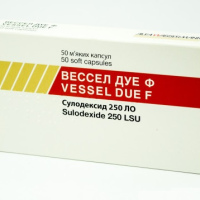 50 м'яких капсул
50 soft capsules
ВЕССЕЛ ДУЕ Ф
VESSEL DUE F
Сулодексид 250 ЛО
Sulodexide 250 LSU